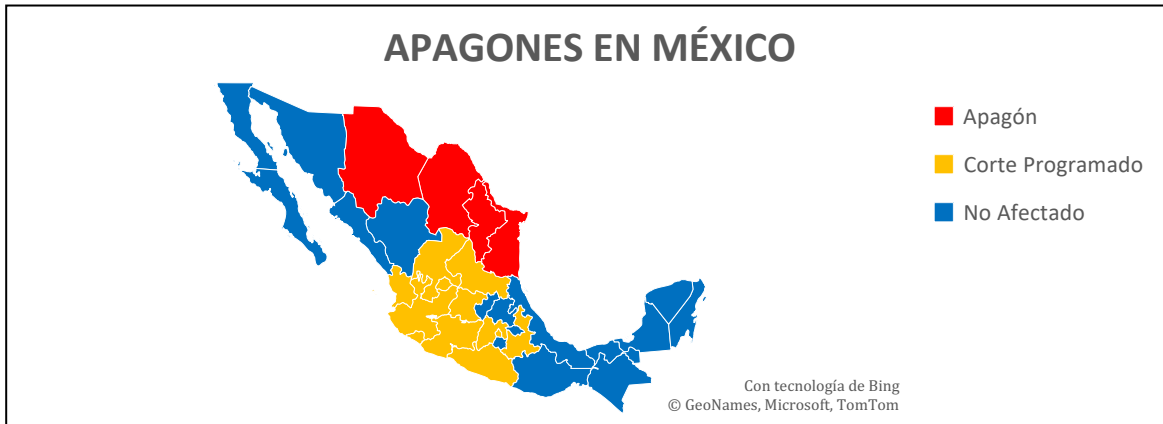 APAGONES EN MÉXICO
Apagón
Corte Programado
No Afectado
Con tecnología de Bing
© GeoNames, Microsoft, TomTom